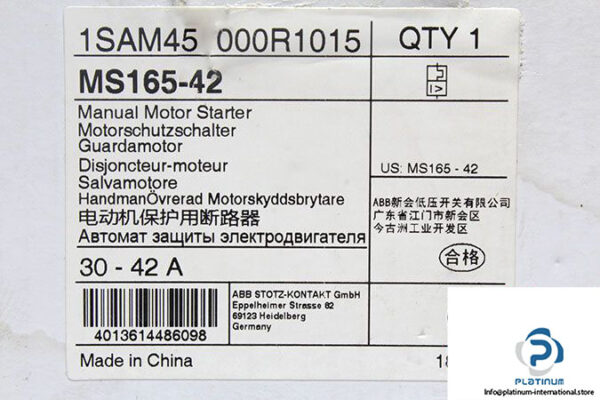 1SAM45 000R1015
QTY 1
MS165-42
Manual Motor Starter
Motorschutzschalter
Guardamotor
Disjoncteur-moteur
Salvamotore
HandmanÖvrerad Motorskyddsbrytare
电动机保护用断路器
Автомат защиты электродвигателя
US: MS165 - 42
ABB新会低压开关有限公司
广东省江门市新会区
今古洲工业开发区
合格
30 - 42 A
4013614486098
ABB STOTZ-KONTAKT GmbH
Eppelheimer Strasse 82
69123 Heidelberg
Germany
Made in China
18
PLATINUM
Info@platinum-international.store